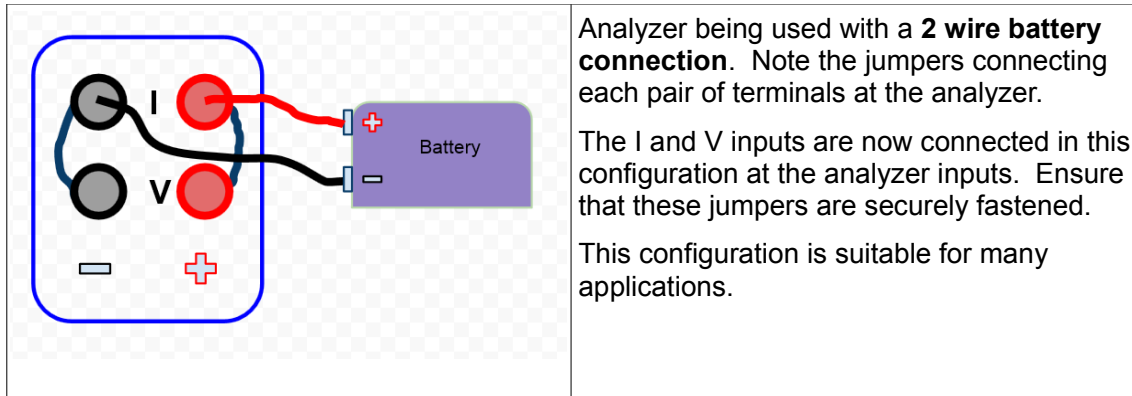 I
V
Battery
Analyzer being used with a 2 wire battery
connection.  Note the jumpers connecting
each pair of terminals at the analyzer.
The I and V inputs are now connected in this
configuration at the analyzer inputs.  Ensure
that these jumpers are securely fastened.
This configuration is suitable for many
applications.